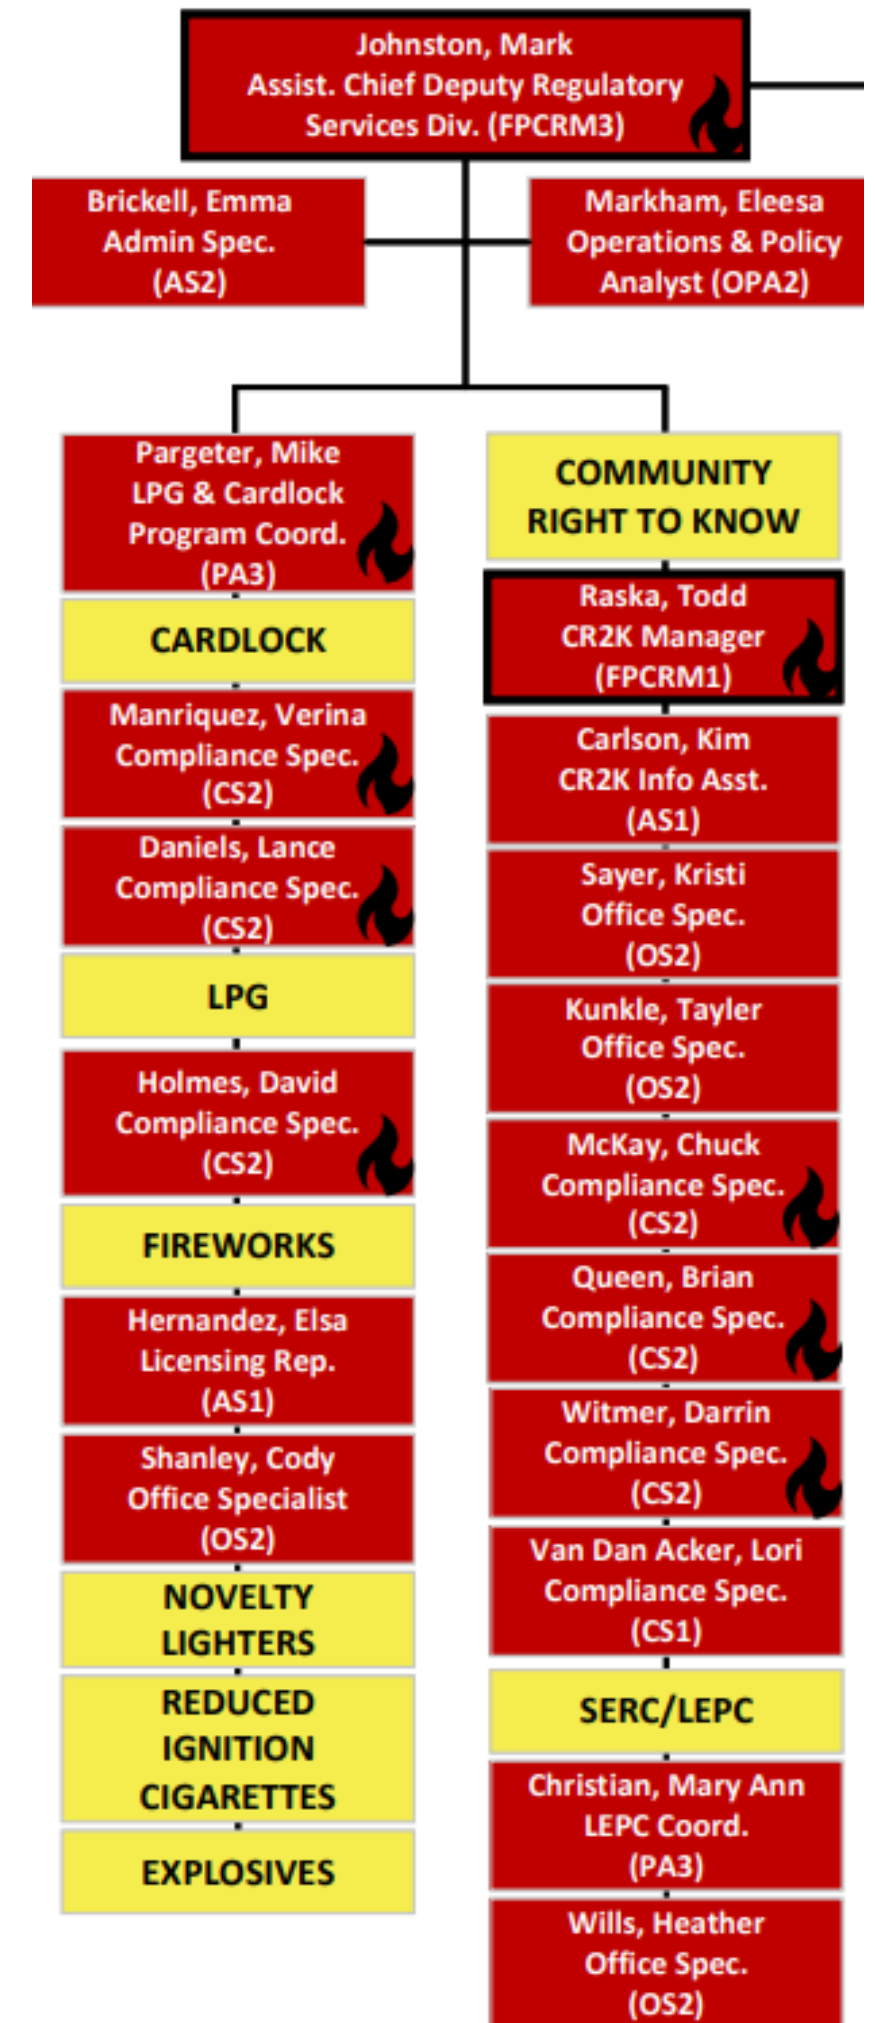 Johnston, Mark
Assist. Chief Deputy Regulatory
Services Div. (FPCRM3)
Brickell, Emma
Admin Spec.
(AS2)
Markham, Eleesa
Operations & Policy
Analyst (OPA2)
Pargeter, Mike
LPG & Cardlock
Program Coord.
(PA3)
CARDLOCK
Manriquez, Verina
Compliance Spec.
(CS2)
Daniels, Lance
Compliance Spec.
(CS2)
LPG
Holmes, David
Compliance Spec.
(CS2)
FIREWORKS
Hernandez, Elsa
Licensing Rep.
(AS1)
Shanley, Cody
Office Specialist
(OS2)
NOVELTY
LIGHTERS
REDUCED
IGNITION
CIGARETTES
EXPLOSIVES
COMMUNITY
RIGHT TO KNOW
Raska, Todd
CR2K Manager
(FPCRM1)
Carlson, Kim
CR2K Info Asst.
(AS1)
Sayer, Kristi
Office Spec.
(OS2)
Kunkle, Tayler
Office Spec.
(OS2)
McKay, Chuck
Compliance Spec.
(CS2)
Queen, Brian
Compliance Spec.
(CS2)
Witmer, Darrin
Compliance Spec.
(CS2)
Van Dan Acker, Lori
Compliance Spec.
(CS1)
SERC/LEPC
Christian, Mary Ann
LEPC Coord.
(PA3)
Wills, Heather
Office Spec.
(OS2)